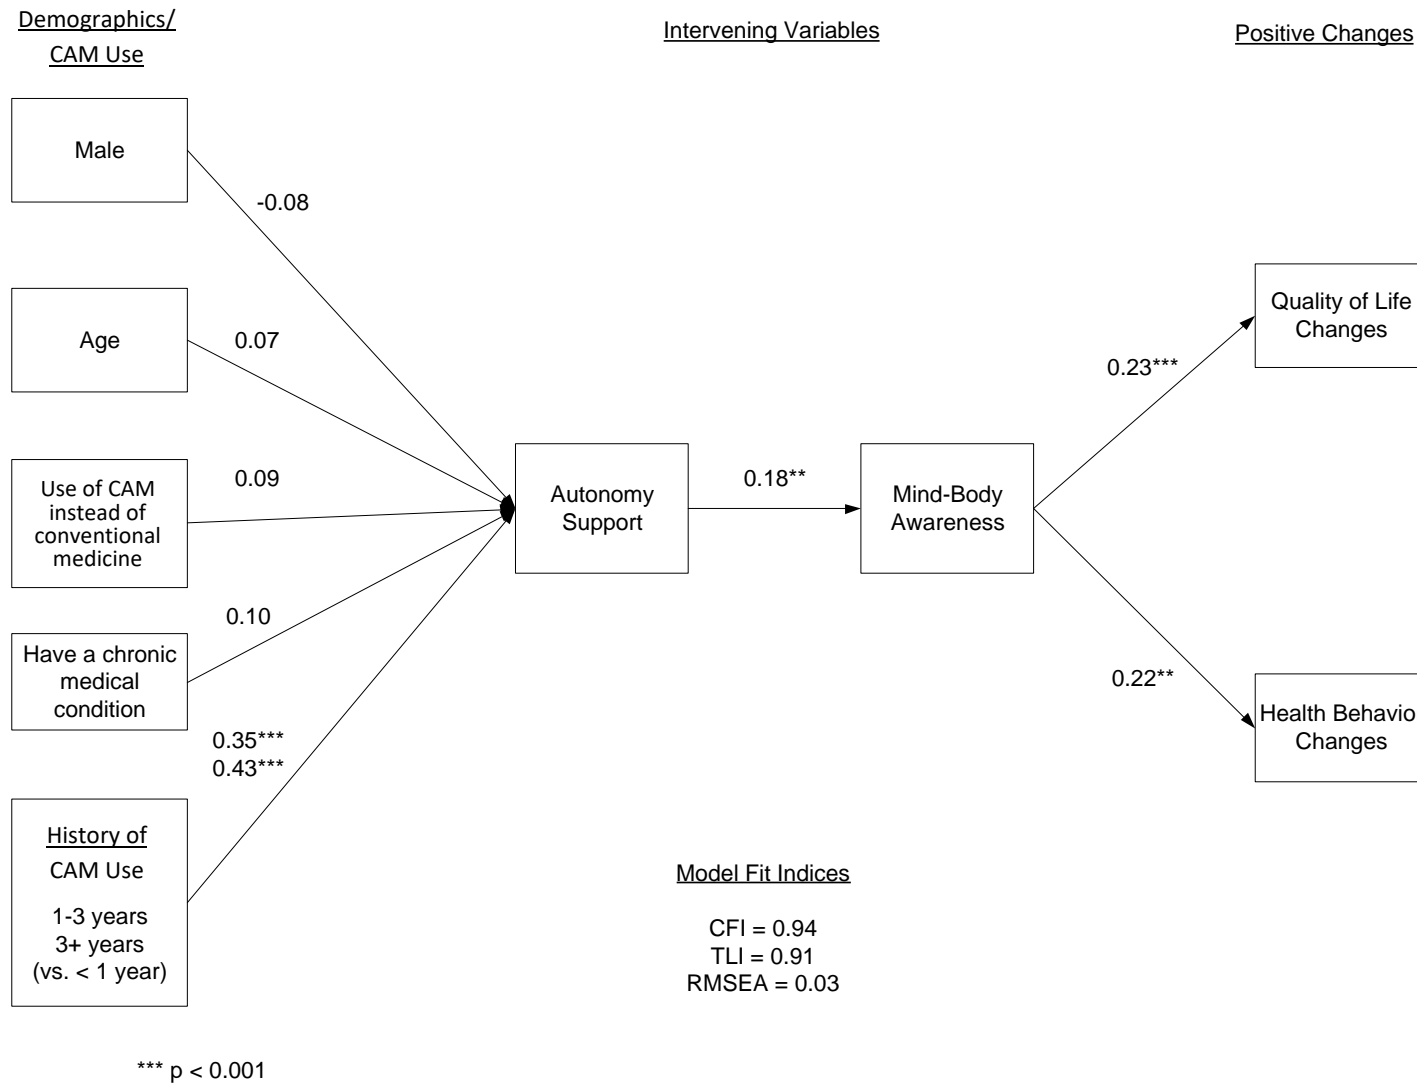 Demographics/
CAM Use
Intervening Variables
Positive Changes
Male
-0.08
Age
0.07
Use of CAM
instead of
conventional
medicine
0.09
Have a chronic
medical
condition
0.10
History of
CAM Use
1-3 years
3+ years
(vs. < 1 year)
0.35***
0.43***
Autonomy
Support
0.18**
Mind-Body
Awareness
0.23***
Quality of Life
Changes
0.22**
Health Behavio
Changes
Model Fit Indices
CFI = 0.94
TLI = 0.91
RMSEA = 0.03
*** p < 0.001